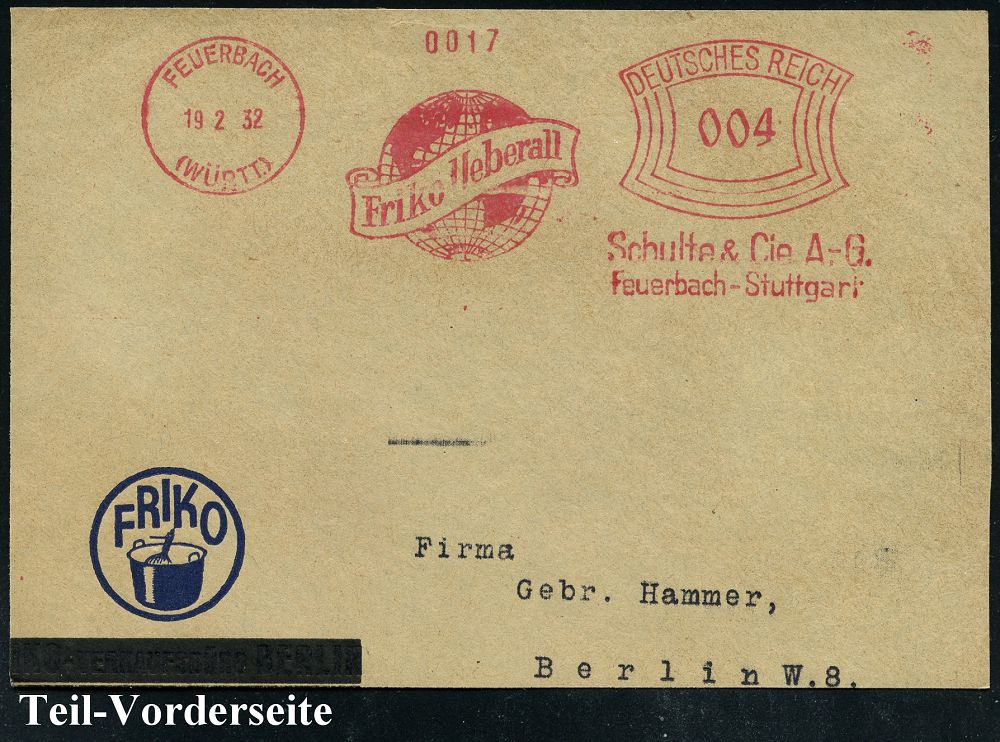 0017
FEUERBACH
19 2 32
(WÜRTT.)
Friko Ueberall
DEUTSCHES REICH
004
Schulte & Cie A.-G.
Feuerbach-Stuttgart
FRIKO
Firma
Gebr. Hammer,
Berlin W.8.
BERLIN
Teil-Vorderseite